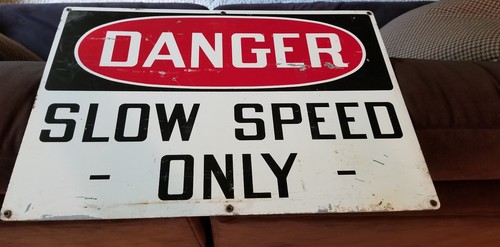 DANGER
SLOW SPEED
- ONLY -